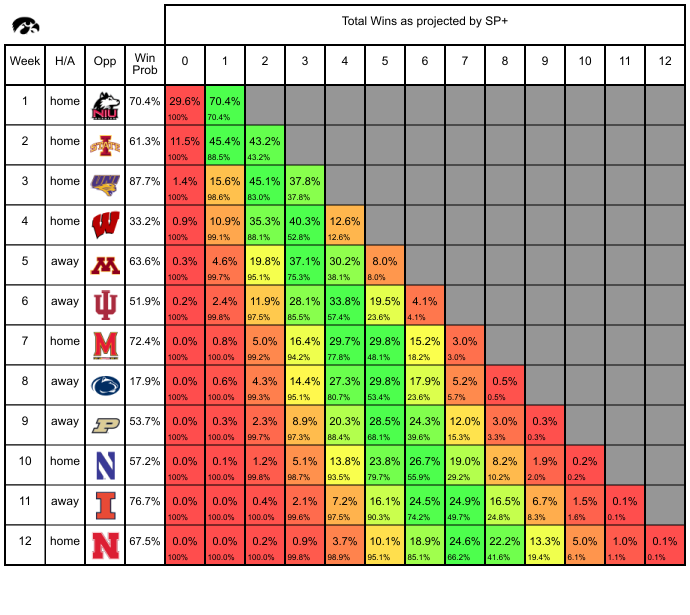 Total Wins as projected by SP+
Week H/A Opp Win Prob 0 1 2 3 4 5 6 7 8 9 10 11 12
1 home NIU 70.4% 29.6% 70.4%
100% 70.4%
2 home STATE 61.3% 11.5% 45.4% 43.2%
100% 88.5% 43.2%
3 home UNI 87.7% 1.4% 15.6% 45.1% 37.8%
100% 98.6% 83.0% 37.8%
4 home W 33.2% 0.9% 10.9% 35.3% 40.3% 12.6%
100% 99.1% 88.1% 52.8% 12.6%
5 away M 63.6% 0.3% 4.6% 19.8% 37.1% 30.2% 8.0%
100% 99.7% 95.1% 75.3% 38.1% 8.0%
6 away 51.9% 0.2% 2.4% 11.9% 28.1% 33.8% 19.5% 4.1%
100% 99.8% 97.5% 85.5% 57.4% 23.6% 4.1%
7 home M 72.4% 0.0% 0.8% 5.0% 16.4% 29.7% 29.8% 15.2% 3.0%
100% 100.0% 99.2% 94.2% 77.8% 48.1% 18.2% 3.0%
8 away 17.9% 0.0% 0.6% 4.3% 14.4% 27.3% 29.8% 17.9% 5.2% 0.5%
100% 100.0% 99.3% 95.1% 80.7% 53.4% 23.6% 5.7% 0.5%
9 away P 53.7% 0.0% 0.3% 2.3% 8.9% 20.3% 28.5% 24.3% 12.0% 3.0% 0.3%
100% 100.0% 99.7% 97.3% 88.4% 68.1% 39.6% 15.3% 3.3% 0.3%
10 home N 57.2% 0.0% 0.1% 1.2% 5.1% 13.8% 23.8% 26.7% 19.0% 8.2% 1.9% 0.2%
100% 100.0% 99.8% 98.7% 93.5% 79.7% 55.9% 29.2% 10.2% 2.0% 0.2%
11 away I 76.7% 0.0% 0.0% 0.4% 2.1% 7.2% 16.1% 24.5% 24.9% 16.5% 6.7% 1.5% 0.1%
100% 100.0% 100.0% 99.6% 97.5% 90.3% 74.2% 49.7% 24.8% 8.3% 1.6% 0.1%
12 home N 67.5% 0.0% 0.0% 0.2% 0.9% 3.7% 10.1% 18.9% 24.6% 22.2% 13.3% 5.0% 1.0% 0.1%
100% 100.0% 100.0% 99.8% 98.9% 95.1% 85.1% 66.2% 41.6% 19.4% 6.1% 1.1% 0.1%